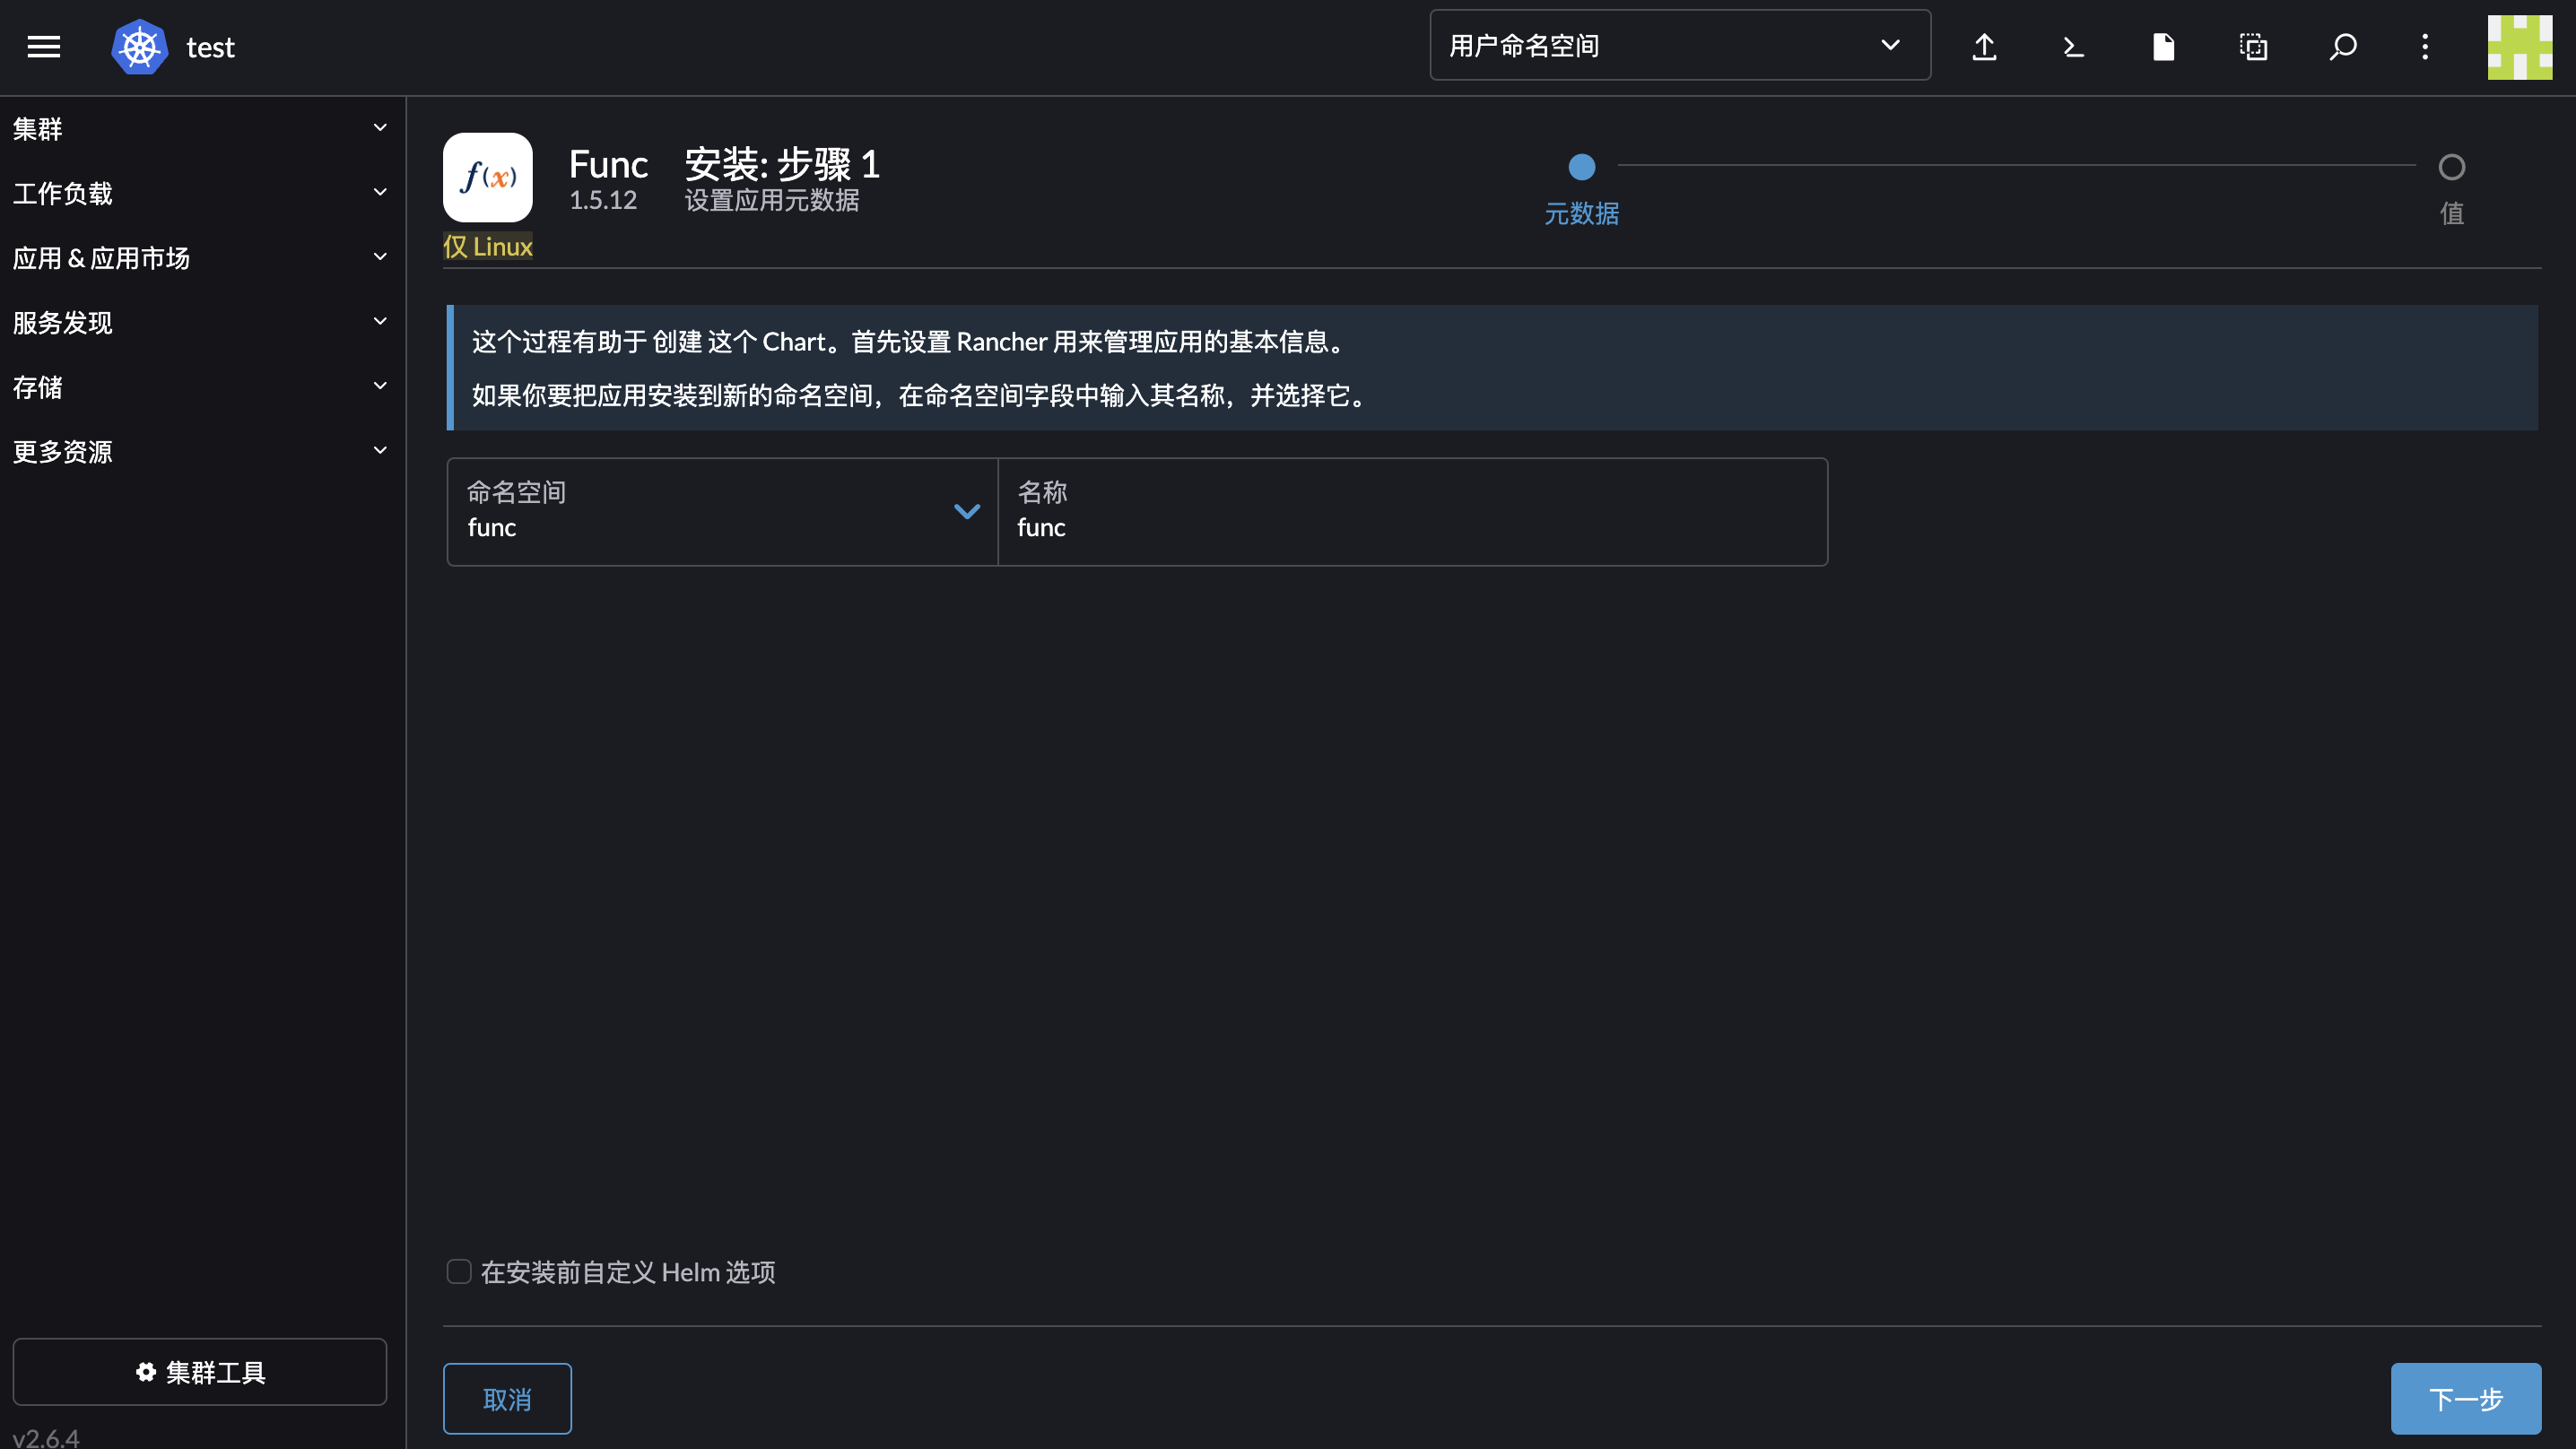 test
用户命名空间
集群
工作负载
应用 & 应用市场
服务发现
存储
更多资源
集群工具
v2.6.4
f(x)
Func
1.5.12
仅 Linux
安装: 步骤 1
设置应用元数据
元数据
值
这个过程有助于 创建 这个 Chart。首先设置 Rancher 用来管理应用的基本信息。
如果你要把应用安装到新的命名空间，在命名空间字段中输入其名称，并选择它。
命名空间
func
名称
func
在安装前自定义 Helm 选项
取消
下一步